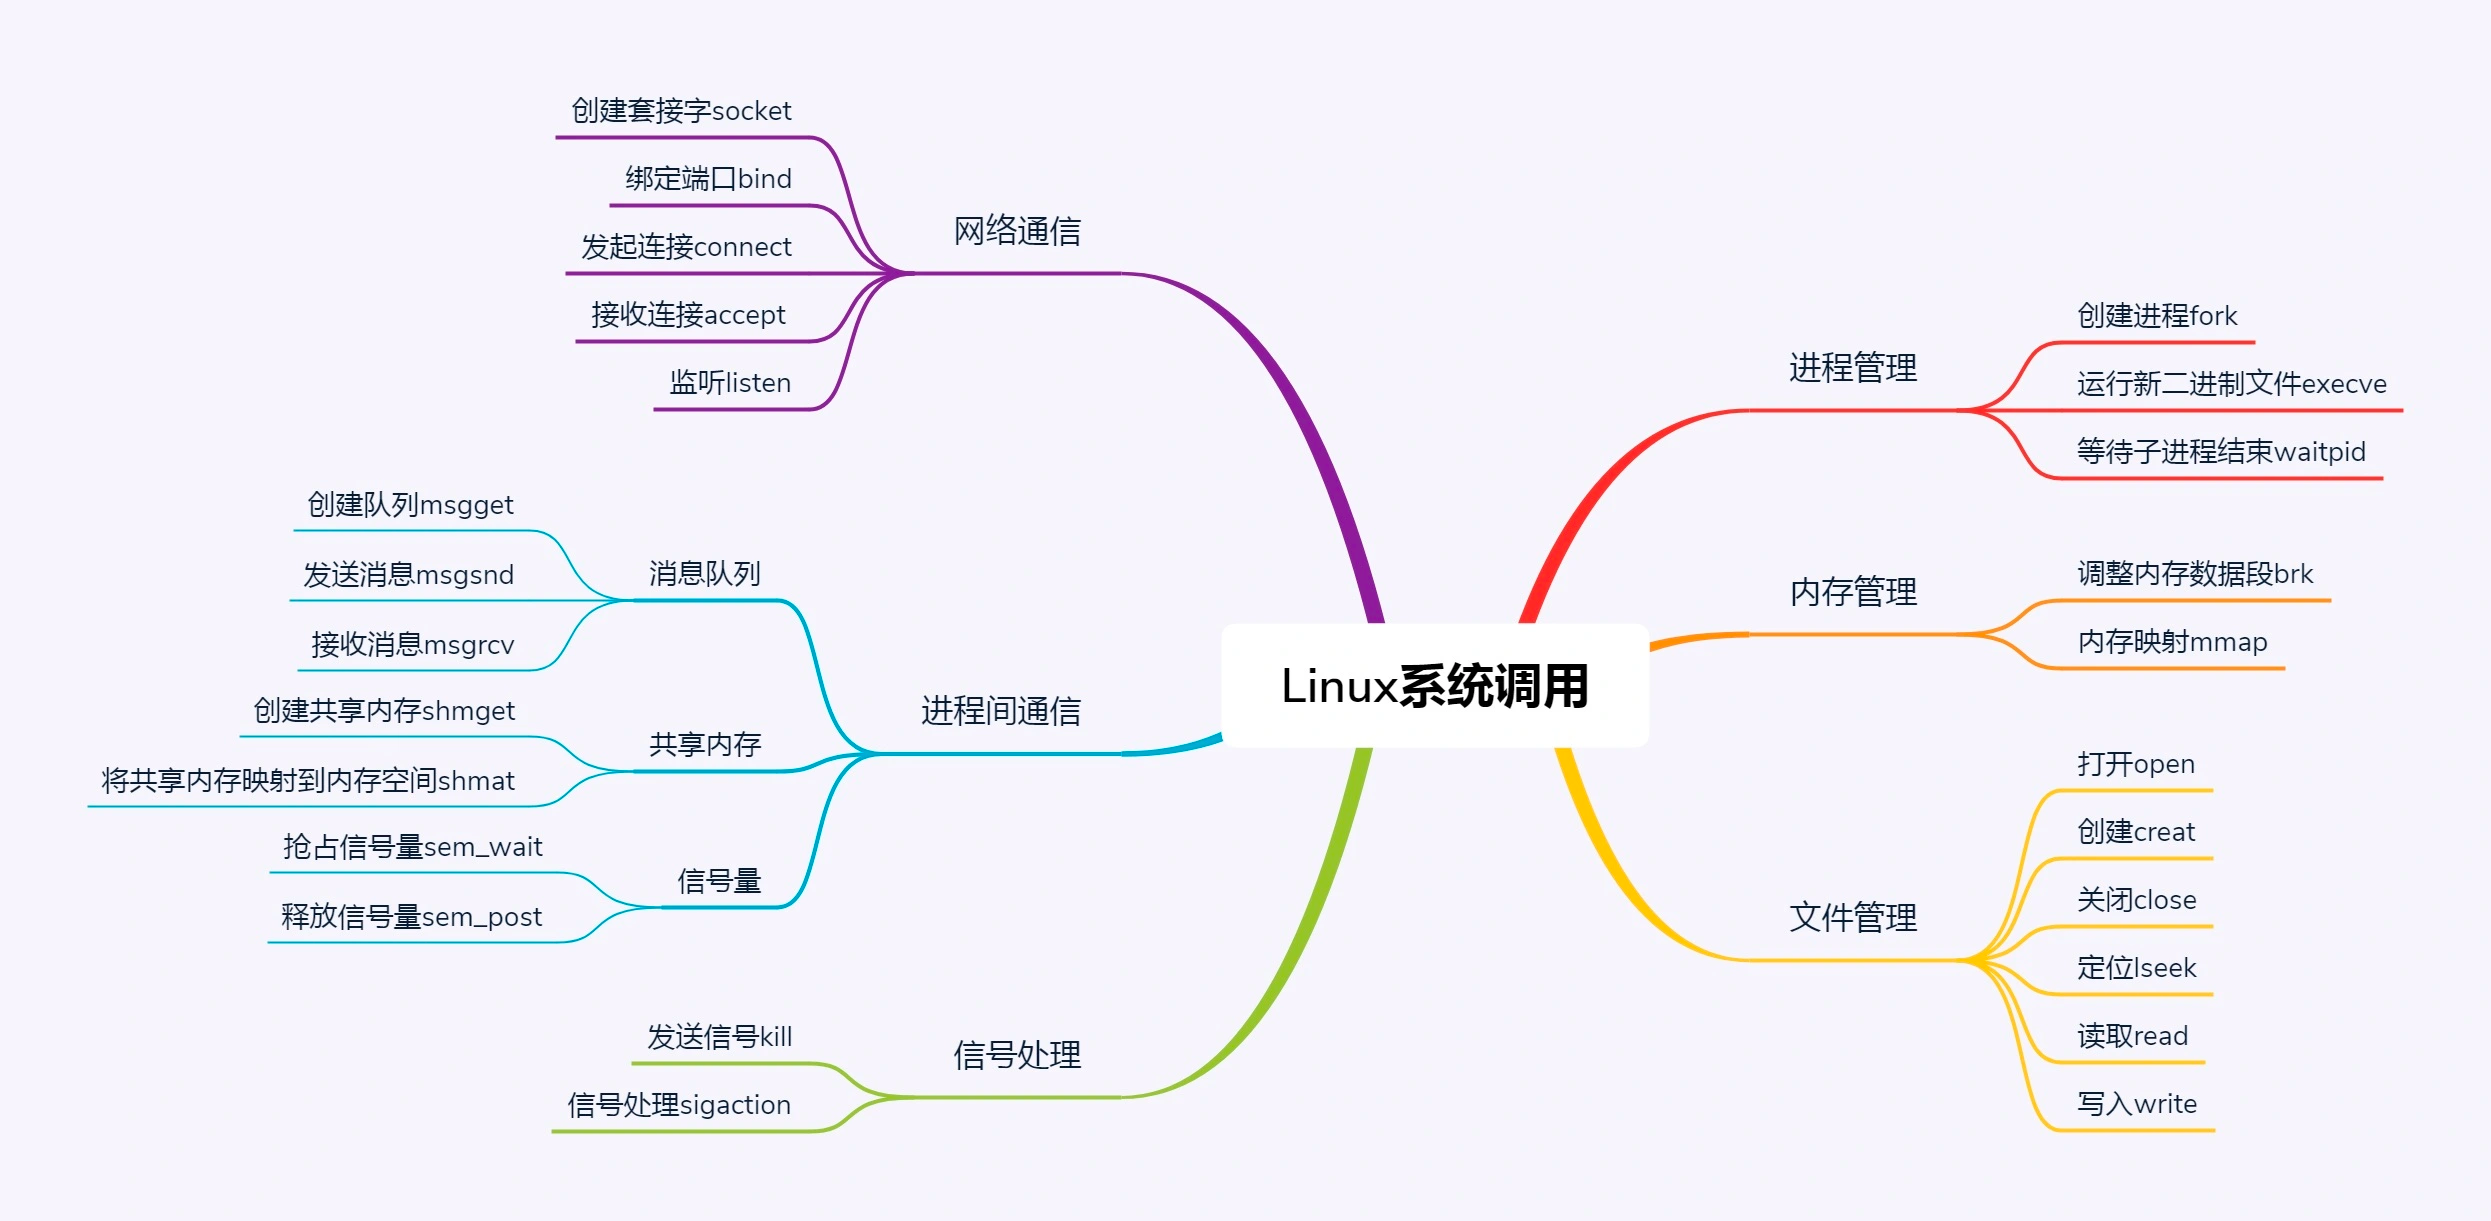 Linux系统调用
进程管理
创建进程fork
运行新二进制文件execve
等待子进程结束waitpid
内存管理
调整内存数据段brk
内存映射mmap
文件管理
打开open
创建creat
关闭close
定位lseek
读取read
写入write
网络通信
创建套接字socket
绑定端口bind
发起连接connect
接收连接accept
监听listen
进程间通信
消息队列
创建队列msgget
发送消息msgsnd
接收消息msgrcv
共享内存
创建共享内存shmget
将共享内存映射到内存空间shmat
信号量
抢占信号量sem_wait
释放信号量sem_post
信号处理
发送信号kill
信号处理sigaction